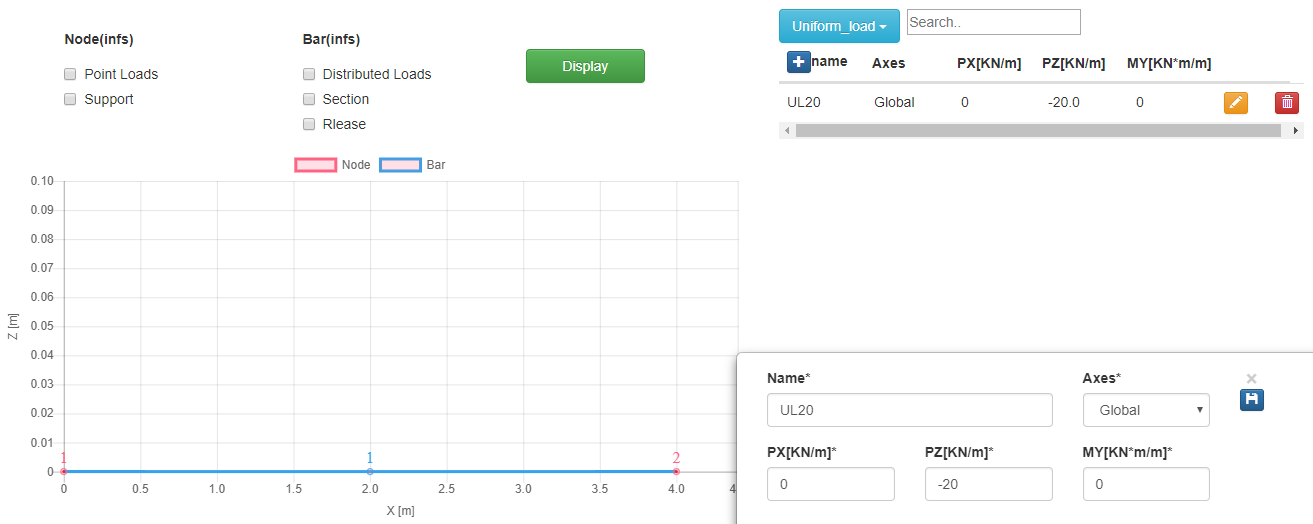 Node(infs)
Point Loads
Support
Bar(infs)
Distributed Loads
Section
Rlease
Display
Uniform_load
Search..
name Axes PX[KN/m] PZ[KN/m] MY[KN*m/m]
UL20 Global 0 -20.0 0
Node Bar
0.10
0.09
0.08
0.07
0.06
0.05
0.04
0.03
0.02
0.01
0
Z [m]
1 1 2
0 0.5 1.0 1.5 2.0 2.5 3.0 3.5 4.0 4
X [m]
Name* Axes* ×
UL20 Global
PX[KN/m]* PZ[KN/m]* MY[KN*m/m]*
0 -20 0